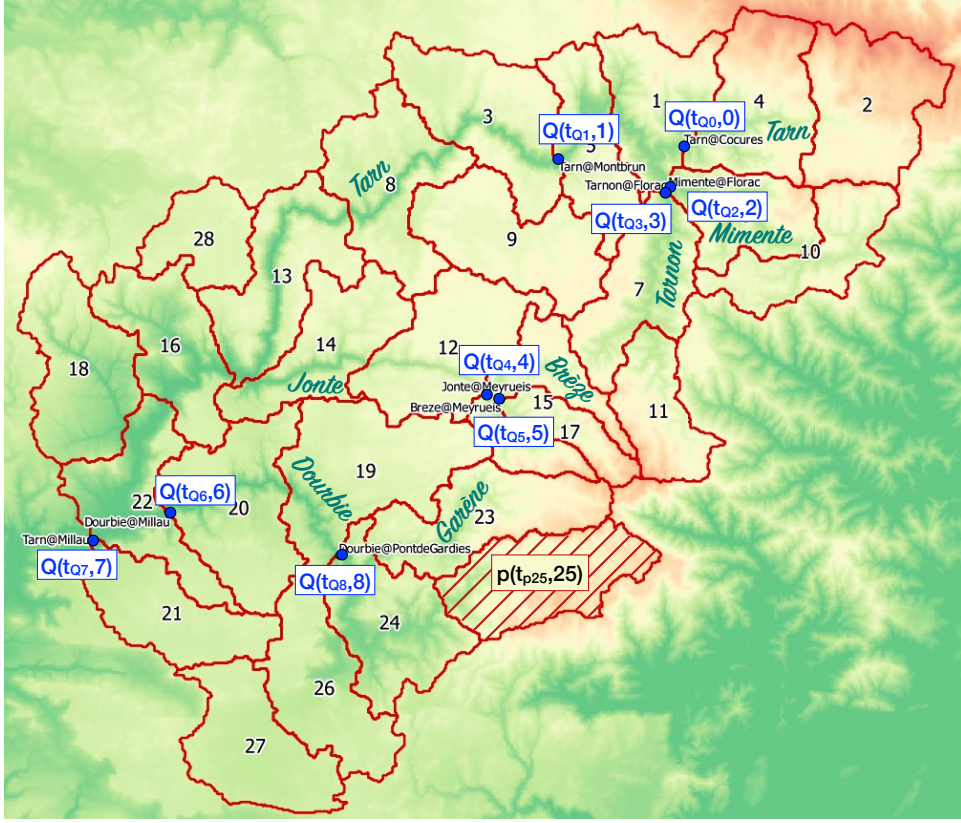 1
4
2
3
Q(tQ0,0)
Q(tQ1,1)
Tarn
Tarn@Cocures
5
Tarn@Montbrun
Tarn
8
Tarnon@Florac
Mimente@Florac
Q(tQ3,3)
Q(tQ2,2)
Mimente
28
9
10
13
7
Tarnon
16
14
12
18
Q(tQ4,4)
Brèze
Jonte
Jonte@Meyrueis
Breze@Meyrueis
15
11
Q(tQ5,5)
17
19
Dourbie
Q(tQ6,6)
22
20
Garène
23
Dourbie@Millau
Tarn@Millau
Dourbie@PontdeGardies
Q(tQ7,7)
Q(tQ8,8)
p(tp25,25)
21
24
26
27